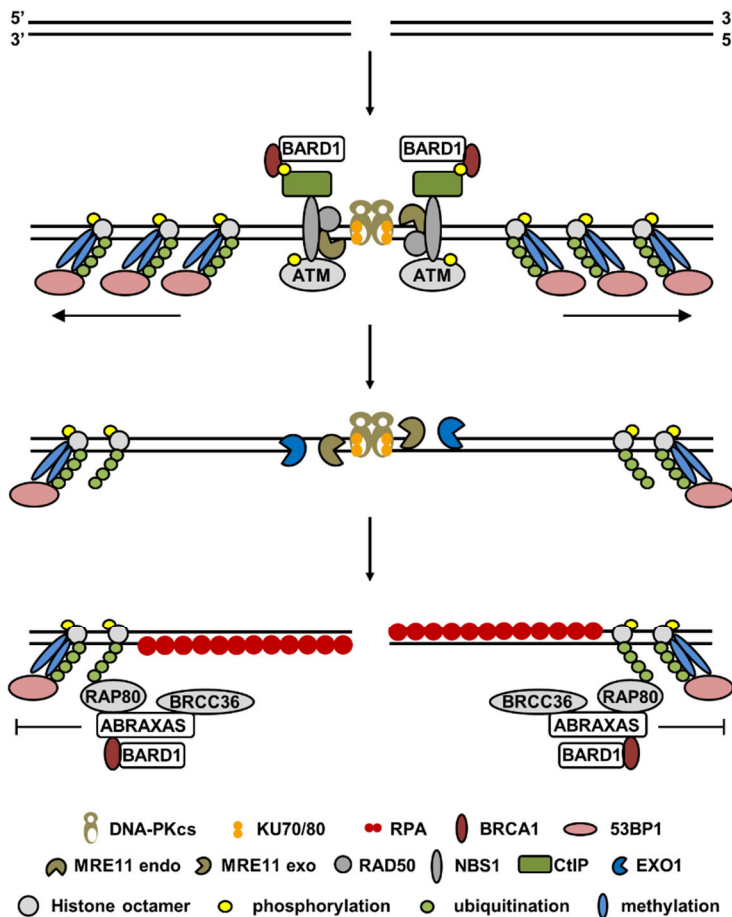 5’ 3’
3’ 5’
BARD1 BARD1
CtIP
ATM ATM
RAP80 BRCC36 BRCC36 RAP80
ABRAXAS ABRAXAS
BARD1 BARD1
DNA-PKcs KU70/80 RPA BRCA1 53BP1
MRE11 endo MRE11 exo RAD50 NBS1 CtIP EXO1
Histone octamer phosphorylation ubiquitination methylation